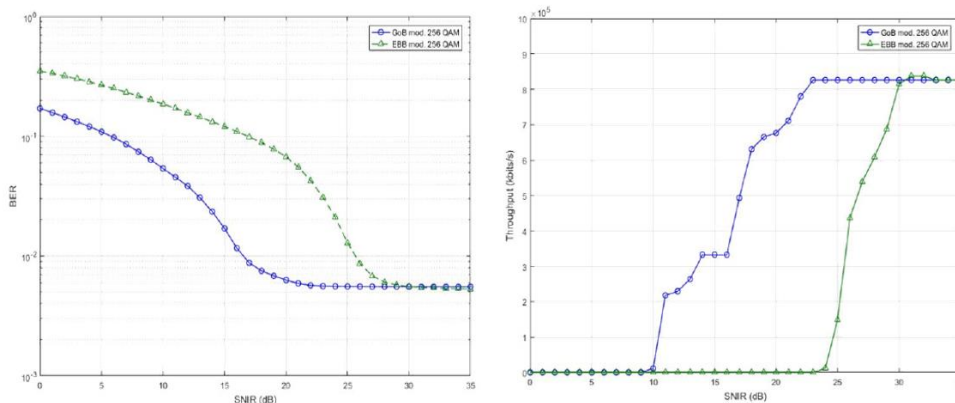 10^0
10^-1
10^-2
10^-3
BER
0 5 10 15 20 25 30 35
SNIR (dB)
GoB mod. 256 QAM
EBB mod. 256 QAM
×10^5
10
9
8
7
6
5
4
3
2
1
0
Throughput (kbits/s)
0 5 10 15 20 25 30
SNIR (dB)
GoB mod. 256 QAM
EBB mod. 256 QAM